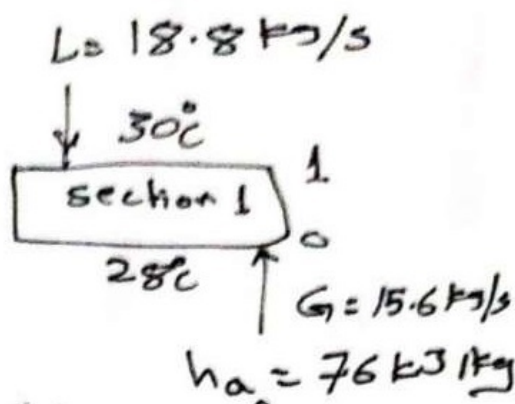 L= 18.8 kg/s
30°c
section 1
1
0
28°c
G = 15.6 kg/s
ha = 76 kJ/kg